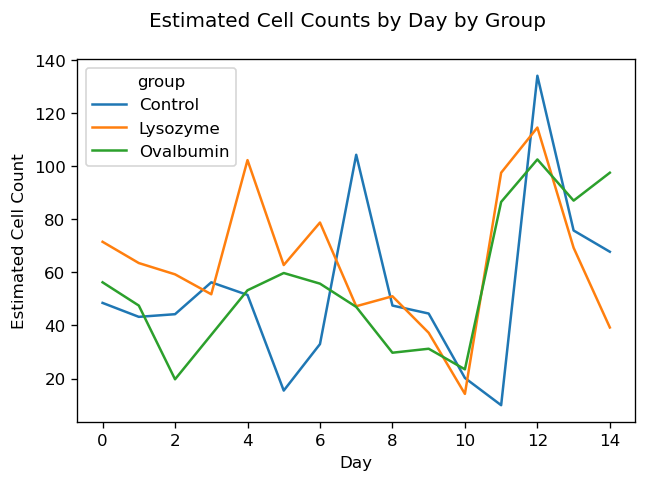 Estimated Cell Counts by Day by Group
group
Control
Lysozyme
Ovalbumin
Estimated Cell Count
140
120
100
80
60
40
20
0 2 4 6 8 10 12 14
Day